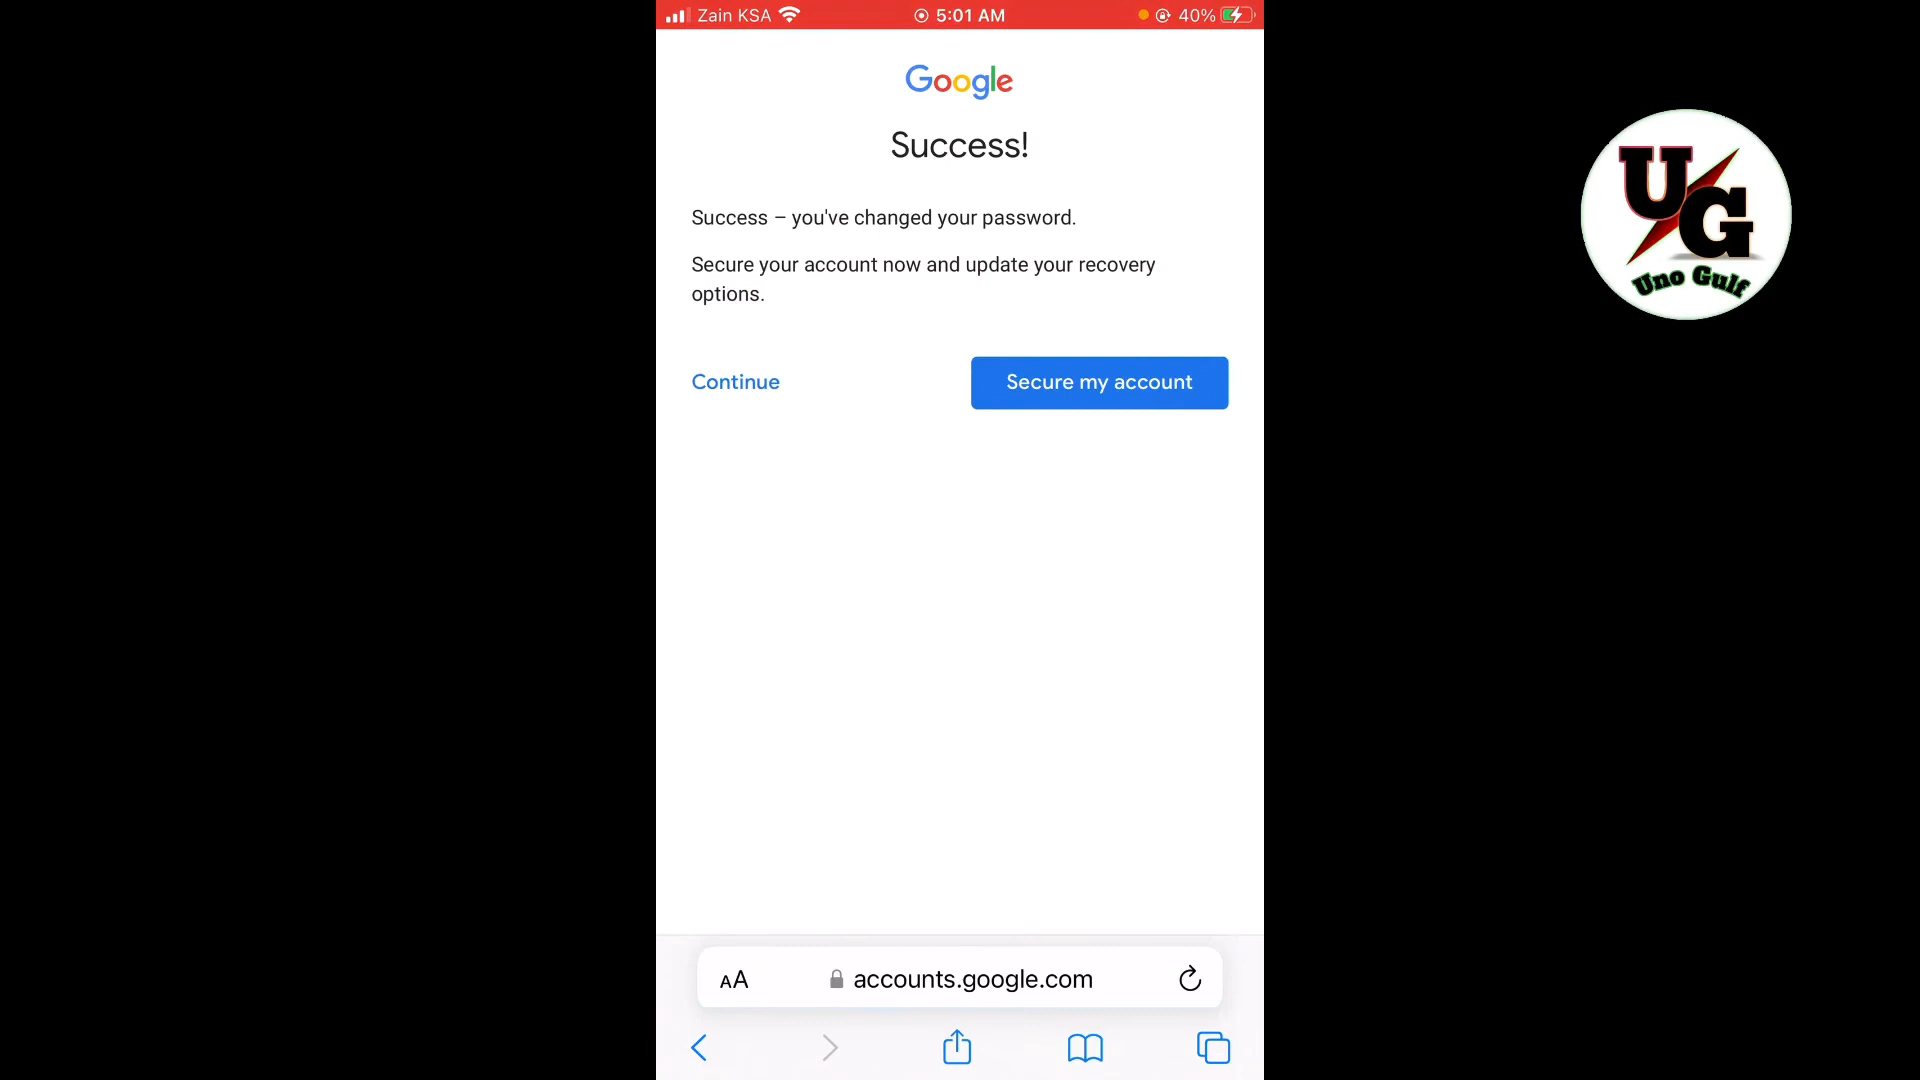 Zain KSA 5:01 AM 40%
Google
Success!
Success – you've changed your password.
Secure your account now and update your recovery
options.
Continue Secure my account
UG
Uno Gulf
AA accounts.google.com